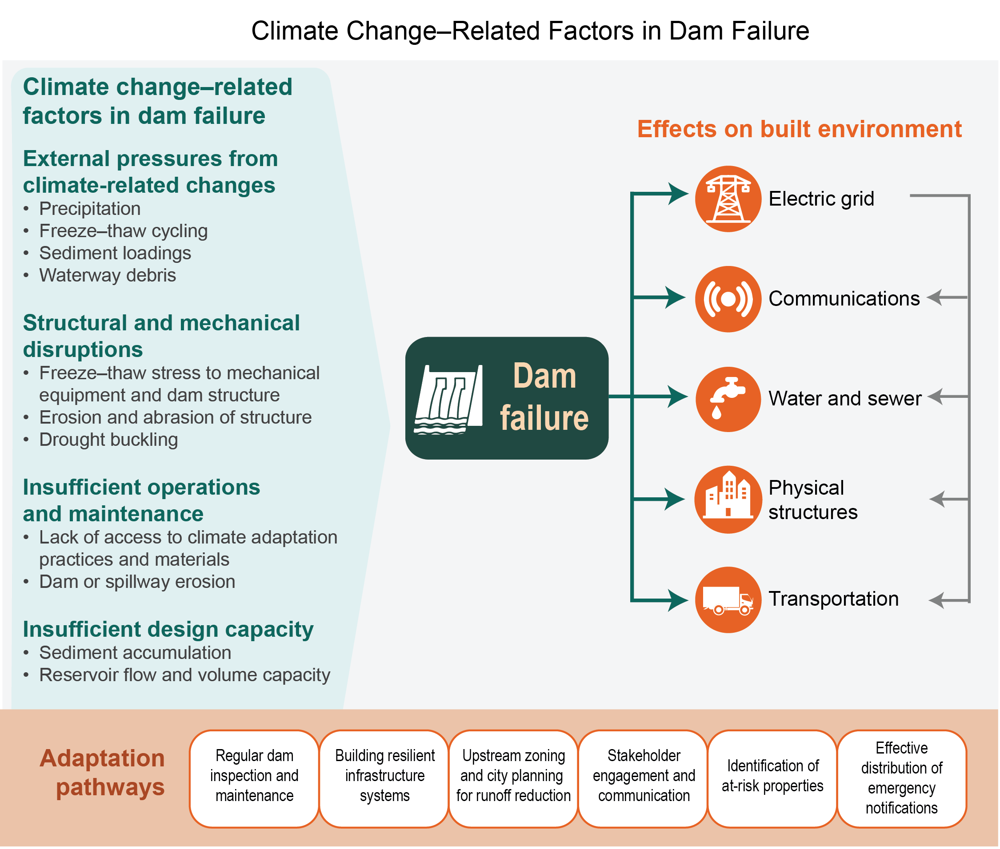 Climate Change–Related Factors in Dam Failure
Climate change–related
factors in dam failure
External pressures from
climate-related changes
• Precipitation
• Freeze–thaw cycling
• Sediment loadings
• Waterway debris
Structural and mechanical
disruptions
• Freeze–thaw stress to mechanical
equipment and dam structure
• Erosion and abrasion of structure
• Drought buckling
Insufficient operations
and maintenance
• Lack of access to climate adaptation
practices and materials
• Dam or spillway erosion
Insufficient design capacity
• Sediment accumulation
• Reservoir flow and volume capacity
Dam
failure
Effects on built environment
Electric grid
Communications
Water and sewer
Physical
structures
Transportation
Adaptation
pathways
Regular dam
inspection and
maintenance
Building resilient
infrastructure
systems
Upstream zoning
and city planning
for runoff reduction
Stakeholder
engagement and
communication
Identification of
at-risk properties
Effective
distribution of
emergency
notifications